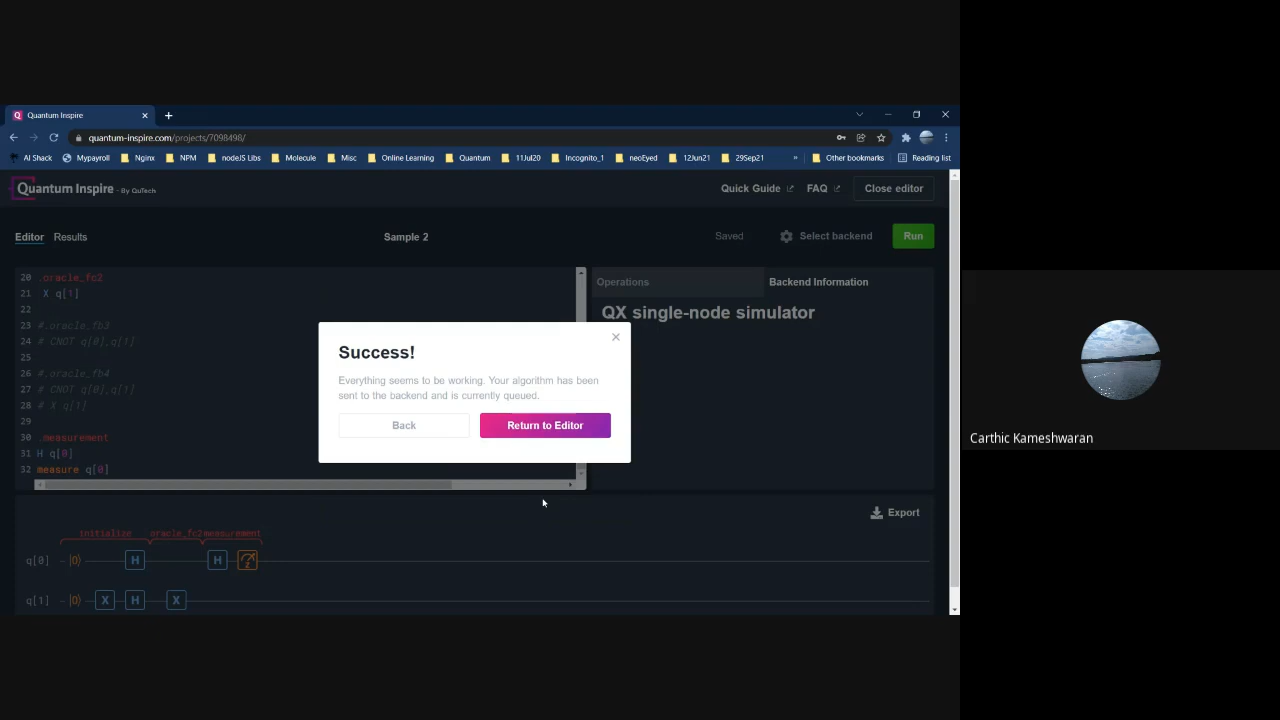 Quantum Inspire
quantum-inspire.com/projects/7098498/
AI Shack
Mypayroll
Nginx
NPM
nodeJS Libs
Molecule
Misc
Online Learning
Quantum
11Jul20
Incognito_1
neoEyed
12Jun21
29Sep21
»
Other bookmarks
Reading list
Quantum Inspire - By QuTech
Quick Guide
FAQ
Close editor
Editor
Results
Sample 2
Saved
Select backend
Run
20 .oracle_fc2
21 X q[1]
22
23 #.oracle_fb3
24 # CNOT q[0],q[1]
25
26 #.oracle_fb4
27 # CNOT q[0],q[1]
28 # X q[1]
29
30 .measurement
31 H q[0]
32 measure q[0]
Operations
Backend Information
QX single-node simulator
Success!
Everything seems to be working. Your algorithm has been
sent to the backend and is currently queued.
Back
Return to Editor
Export
initialize oracle_fc2 measurement
q[0] |0⟩ H H z
q[1] |0⟩ X H X
Carthic Kameshwaran